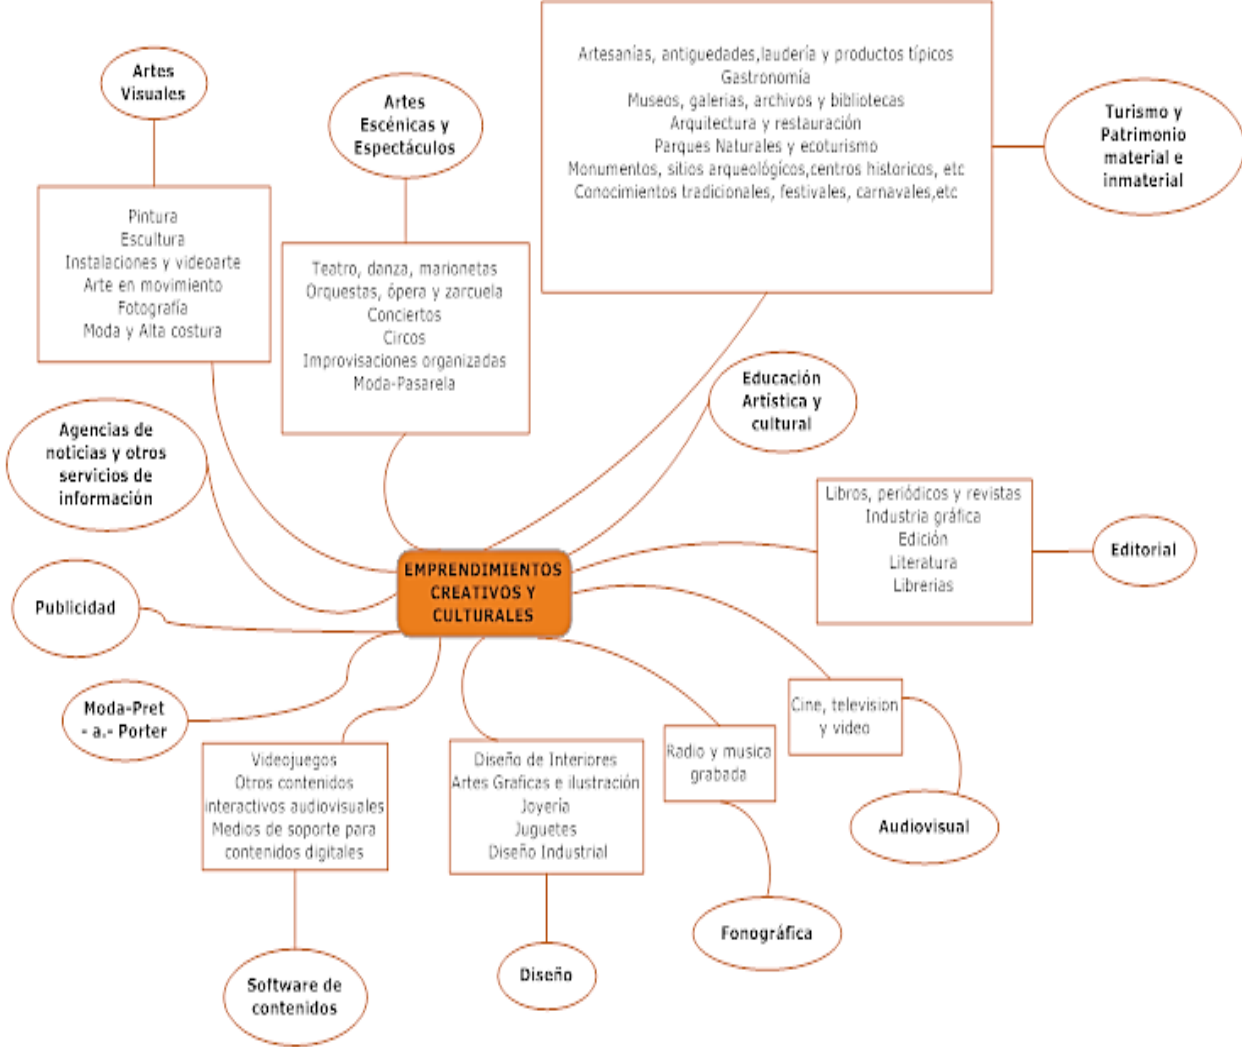 Artes
Visuales
Pintura
Escultura
Instalaciones y videoarte
Arte en movimiento
Fotografía
Moda y Alta costura
Artes
Escénicas y
Espectáculos
Teatro, danza, marionetas
Orquestas, ópera y zarcuela
Conciertos
Circos
Improvisaciones organizadas
Moda-Pasarela
Artesanías, antiguedades,laudería y productos típicos
Gastronomía
Museos, galerias, archivos y bibliotecas
Arquitectura y restauración
Parques Naturales y ecoturismo
Monumentos, sitios arqueológicos,centros historicos, etc
Conocimientos tradicionales, festivales, carnavales,etc
Turismo y
Patrimonio
material e
inmaterial
Educación
Artística y
cultural
Agencias de
noticias y otros
servicios de
información
Libros, periódicos y revistas
Industria gráfica
Edición
Literatura
Librerias
Editorial
EMPRENDIMIENTOS
CREATIVOS Y
CULTURALES
Publicidad
Moda-Pret
- a.- Porter
Videojuegos
Otros contenidos
interactivos audiovisuales
Medios de soporte para
contenidos digitales
Software de
contenidos
Diseño de Interiores
Artes Graficas e ilustración
Joyería
Juguetes
Diseño Industrial
Diseño
Radio y musica
grabada
Fonográfica
Cine, television
y video
Audiovisual